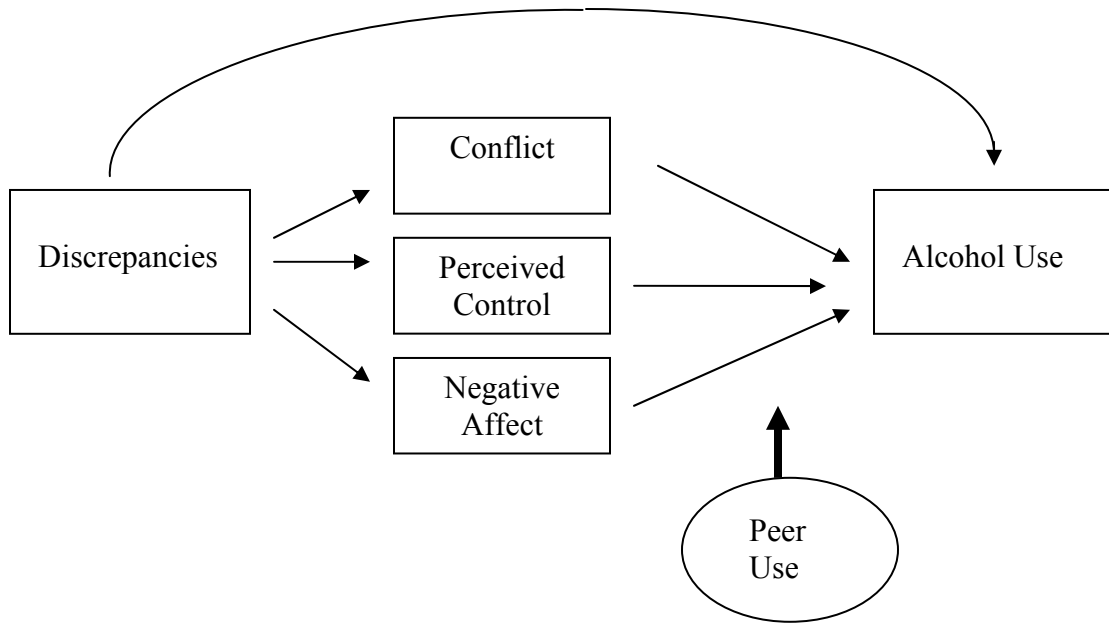 Conflict
Discrepancies
Perceived
Control
Alcohol Use
Negative
Affect
Peer
Use